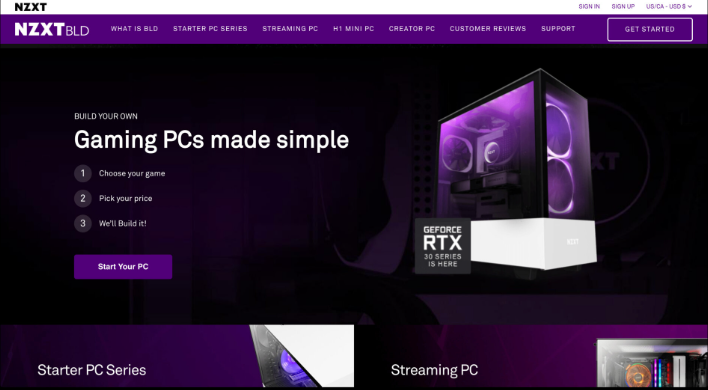 NZXT
SIGN IN SIGN UP US/CA - USD $
NZXT BLD WHAT IS BLD STARTER PC SERIES STREAMING PC H1 MINI PC CREATOR PC CUSTOMER REVIEWS SUPPORT GET STARTED
BUILD YOUR OWN
Gaming PCs made simple
1 Choose your game
2 Pick your price
3 We'll Build it!
Start Your PC
GEFORCE
RTX
30 SERIES
IS HERE
NZXT
Starter PC Series
Streaming PC